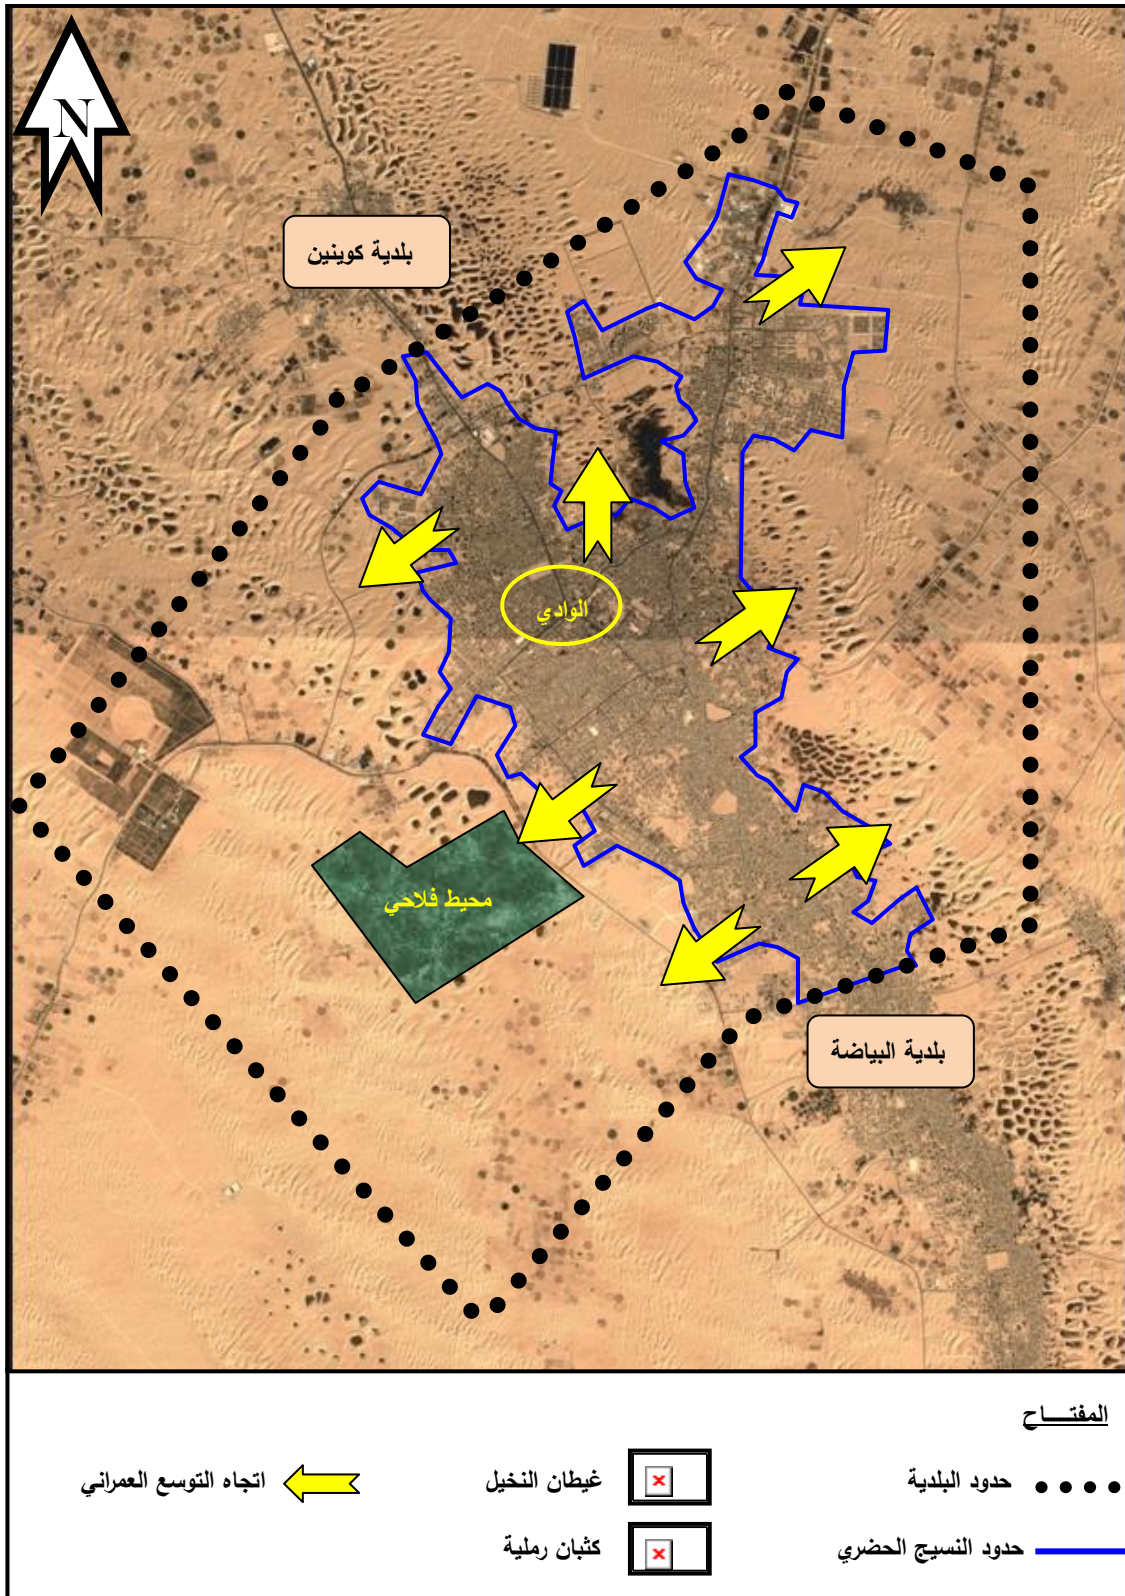 N
بلدية كوينين
الوادي
محيط فلاحي
بلدية البياضة
المفتـــاح
حدود البلدية
غيطان النخيل
اتجاه التوسع العمراني
حدود النسيج الحضري
كثبان رملية